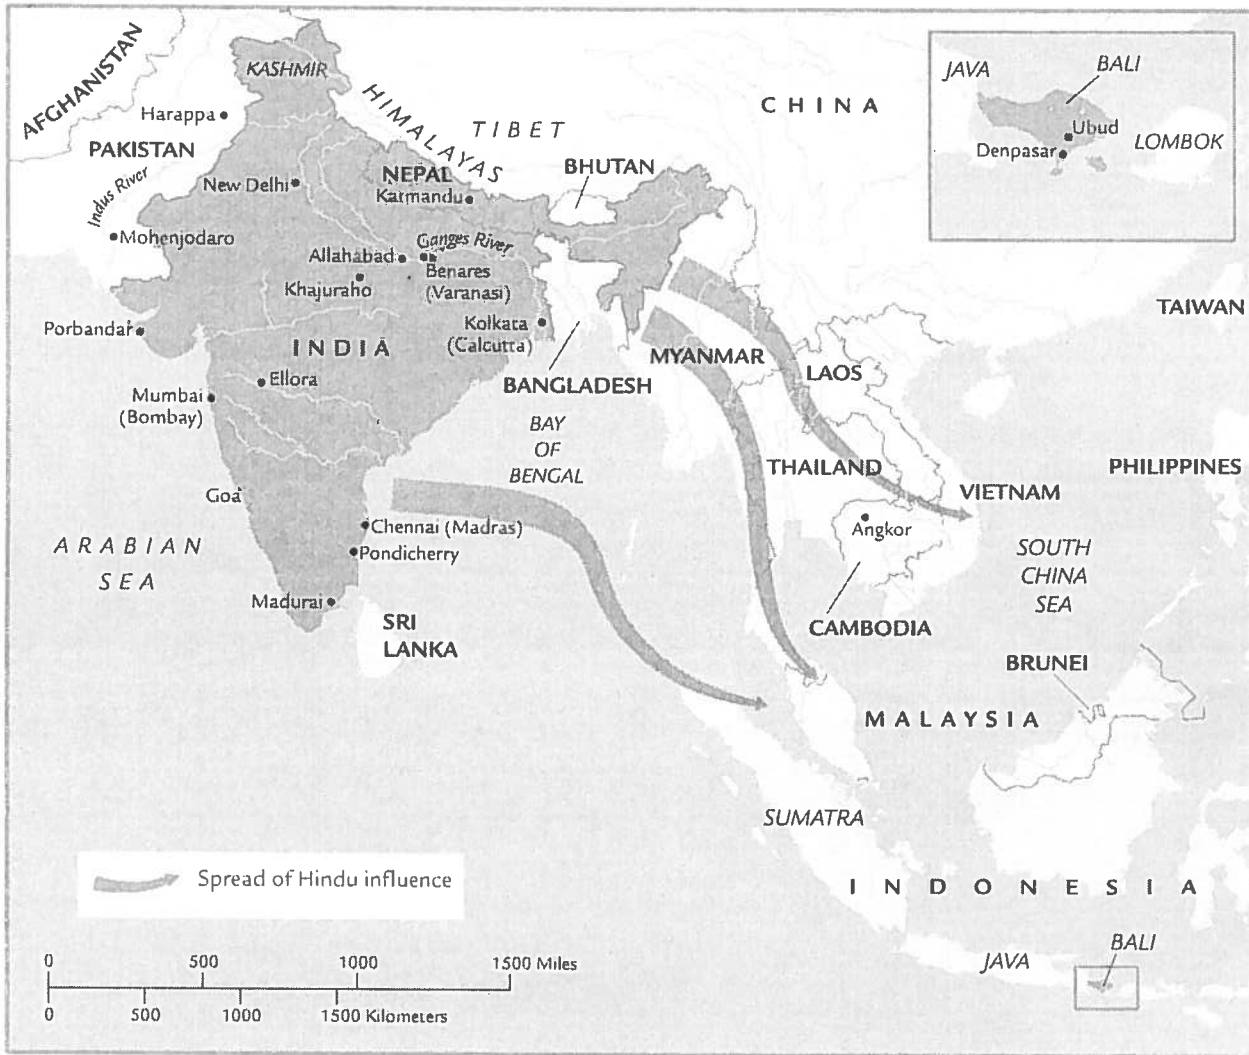 AFGHANISTAN
KASHMIR
Harappa
HIMALAYAS
TIBET
CHINA
PAKISTAN
Indus River
New Delhi
NEPAL
Karmandu
BHUTAN
Mohenjodaro
Allahabad
Ganges River
Benares
(Varanasi)
Khajuraho
Porbandar
INDIA
Kolkata
(Calcutta)
Ellora
Mumbai
(Bombay)
BANGLADESH
MYANMAR
LAOS
TAIWAN
BAY
OF
BENGAL
THAILAND
VIETNAM
PHILIPPINES
Goa
Chennai (Madras)
Pondicherry
Angkor
ARABIAN
SEA
SOUTH
CHINA
SEA
Madurai
SRI
LANKA
CAMBODIA
BRUNEI
MALAYSIA
SUMATRA
INDONESIA
JAVA
BALI
JAVA
BALI
Ubud
Denpasar
LOMBOK
Spread of Hindu influence
0 500 1000 1500 Miles
0 500 1000 1500 Kilometers